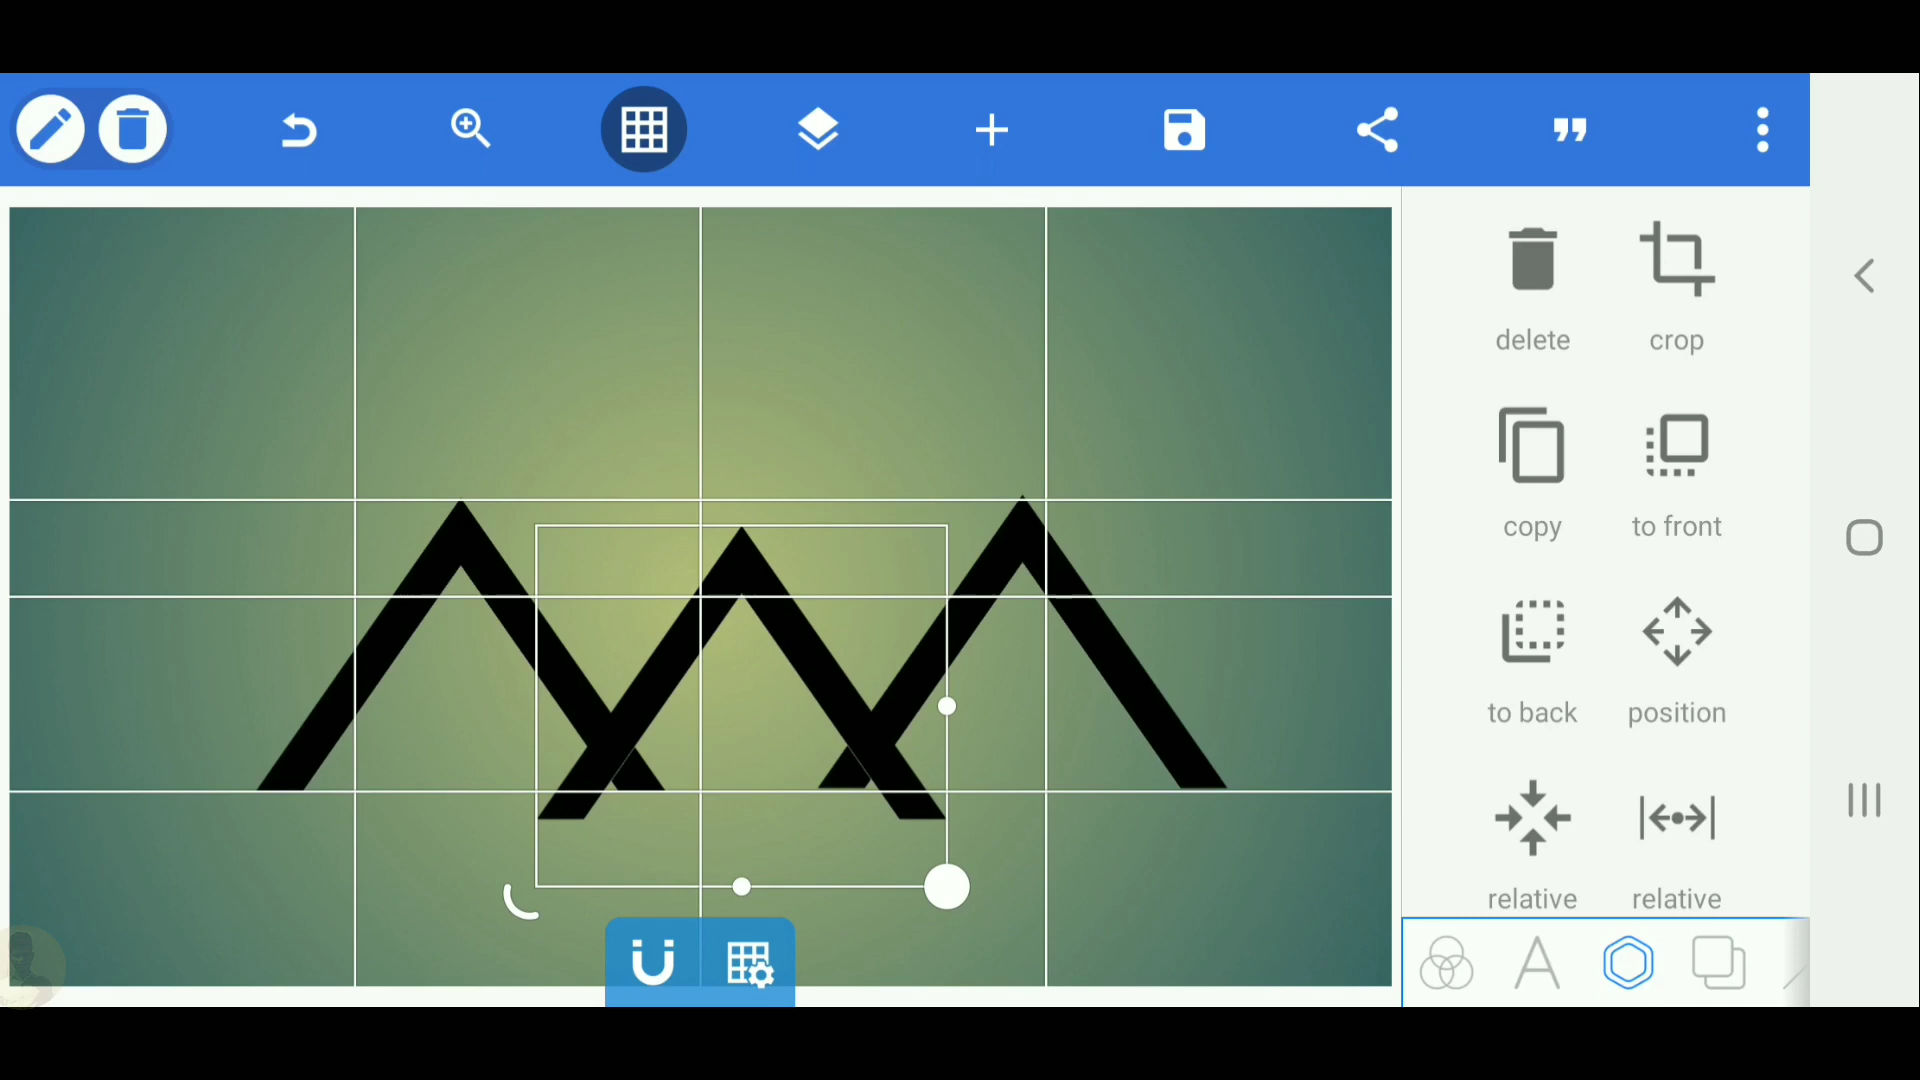 delete crop
copy to front
to back position
relative relative